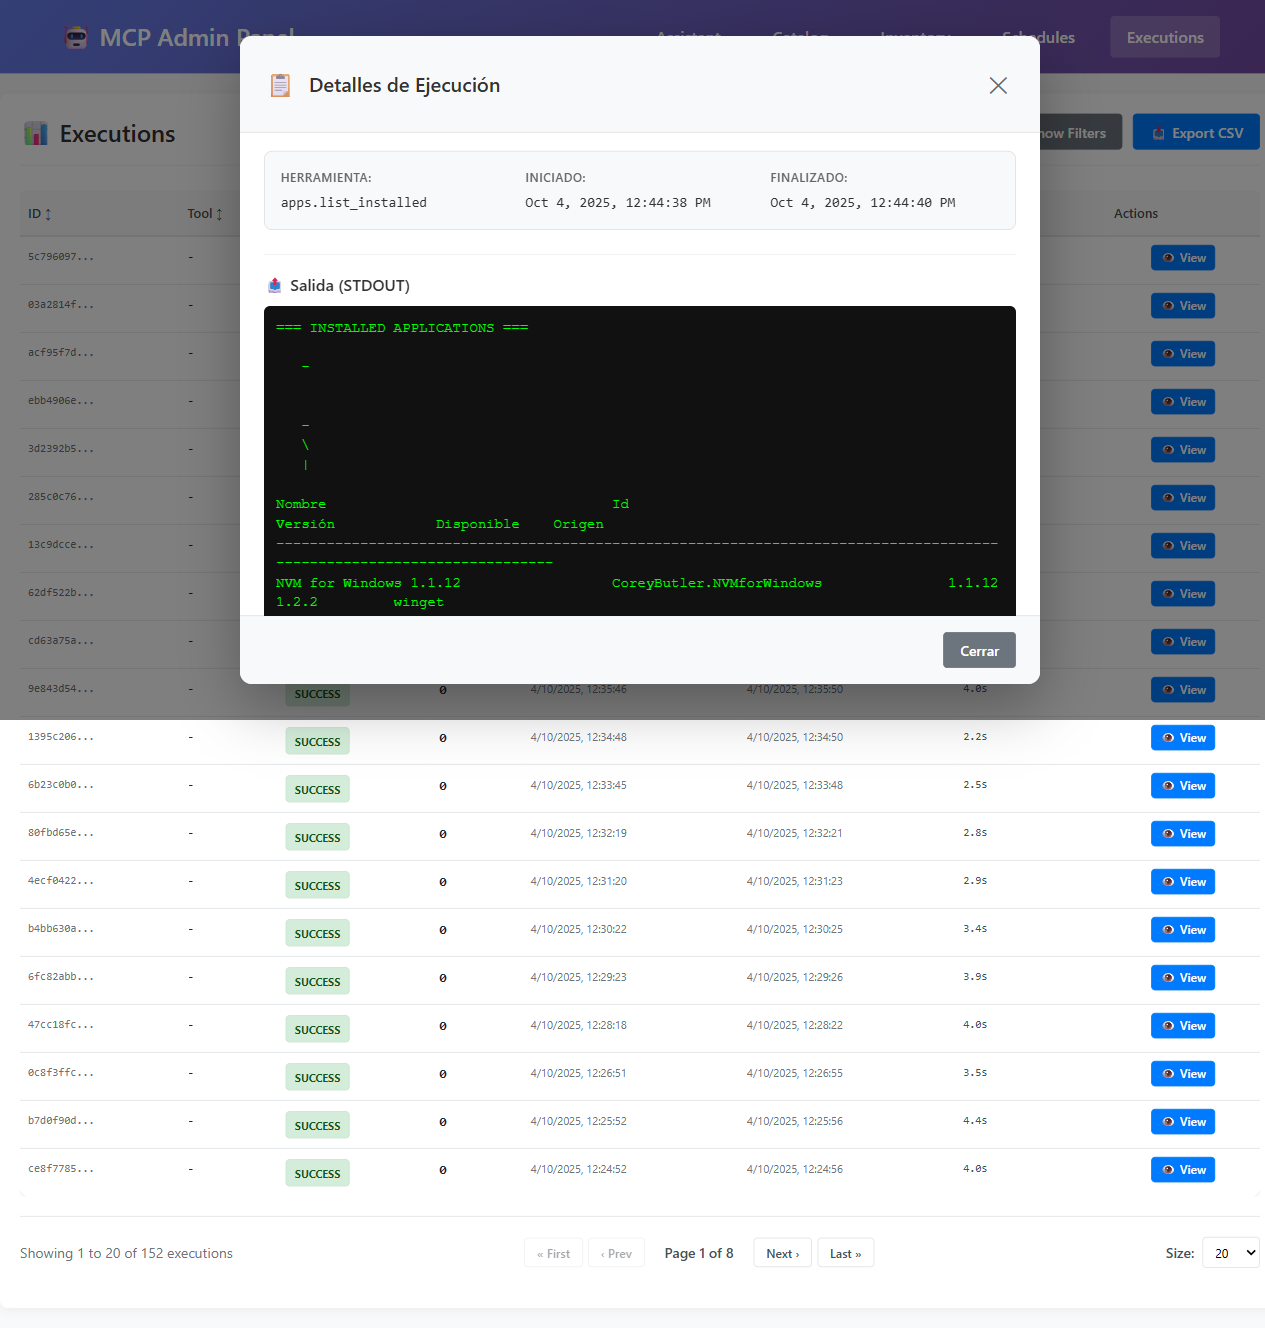 MCP Admin Panel
Assistant Catalog Inventory Schedules Executions
Detalles de Ejecución
Executions
Show Filters Export CSV
HERRAMIENTA: INICIADO: FINALIZADO:
apps.list_installed Oct 4, 2025, 12:44:38 PM Oct 4, 2025, 12:44:40 PM
ID ↕ Tool ↕ Actions
Salida (STDOUT)
=== INSTALLED APPLICATIONS ===
-
-
\
|
Nombre Id
Versión Disponible Origen
--------------------------------------------------------------------------------------
---------------------------------
NVM for Windows 1.1.12 CoreyButler.NVMforWindows 1.1.12
1.2.2 winget
Cerrar
5c796097... - View
03a2814f... - View
acf95f7d... - View
ebb4906e... - View
3d2392b5... - View
285c0c76... - View
13c9dcce... - View
62df522b... - View
cd63a75a... - View
9e843d54... - SUCCESS 0 4/10/2025, 12:35:46 4/10/2025, 12:35:50 4.0s View
1395c206... - SUCCESS 0 4/10/2025, 12:34:48 4/10/2025, 12:34:50 2.2s View
6b23c0b0... - SUCCESS 0 4/10/2025, 12:33:45 4/10/2025, 12:33:48 2.5s View
80fbd65e... - SUCCESS 0 4/10/2025, 12:32:19 4/10/2025, 12:32:21 2.8s View
4ecf0422... - SUCCESS 0 4/10/2025, 12:31:20 4/10/2025, 12:31:23 2.9s View
b4bb630a... - SUCCESS 0 4/10/2025, 12:30:22 4/10/2025, 12:30:25 3.4s View
6fc82abb... - SUCCESS 0 4/10/2025, 12:29:23 4/10/2025, 12:29:26 3.9s View
47cc18fc... - SUCCESS 0 4/10/2025, 12:28:18 4/10/2025, 12:28:22 4.0s View
0c8f3ffc... - SUCCESS 0 4/10/2025, 12:26:51 4/10/2025, 12:26:55 3.5s View
b7d0f90d... - SUCCESS 0 4/10/2025, 12:25:52 4/10/2025, 12:25:56 4.4s View
ce8f7785... - SUCCESS 0 4/10/2025, 12:24:52 4/10/2025, 12:24:56 4.0s View
Showing 1 to 20 of 152 executions « First ‹ Prev Page 1 of 8 Next › Last » Size: 20